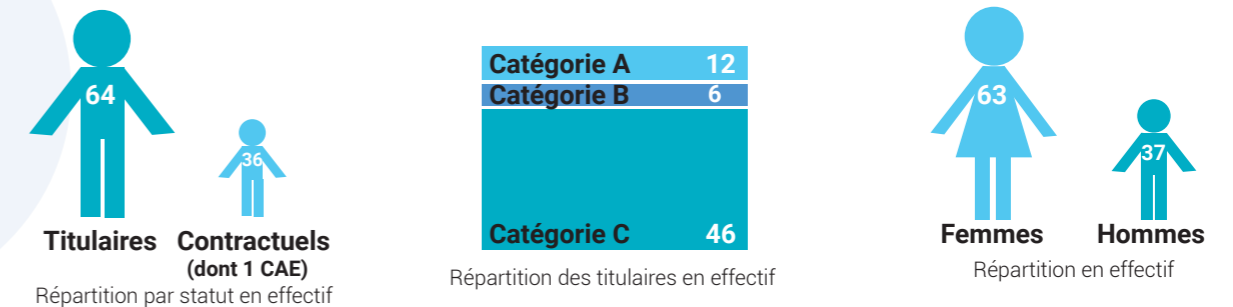 64
36
Titulaires Contractuels
(dont 1 CAE)
Répartition par statut en effectif
Catégorie A 12
Catégorie B 6
Catégorie C 46
Répartition des titulaires en effectif
63
37
Femmes Hommes
Répartition en effectif